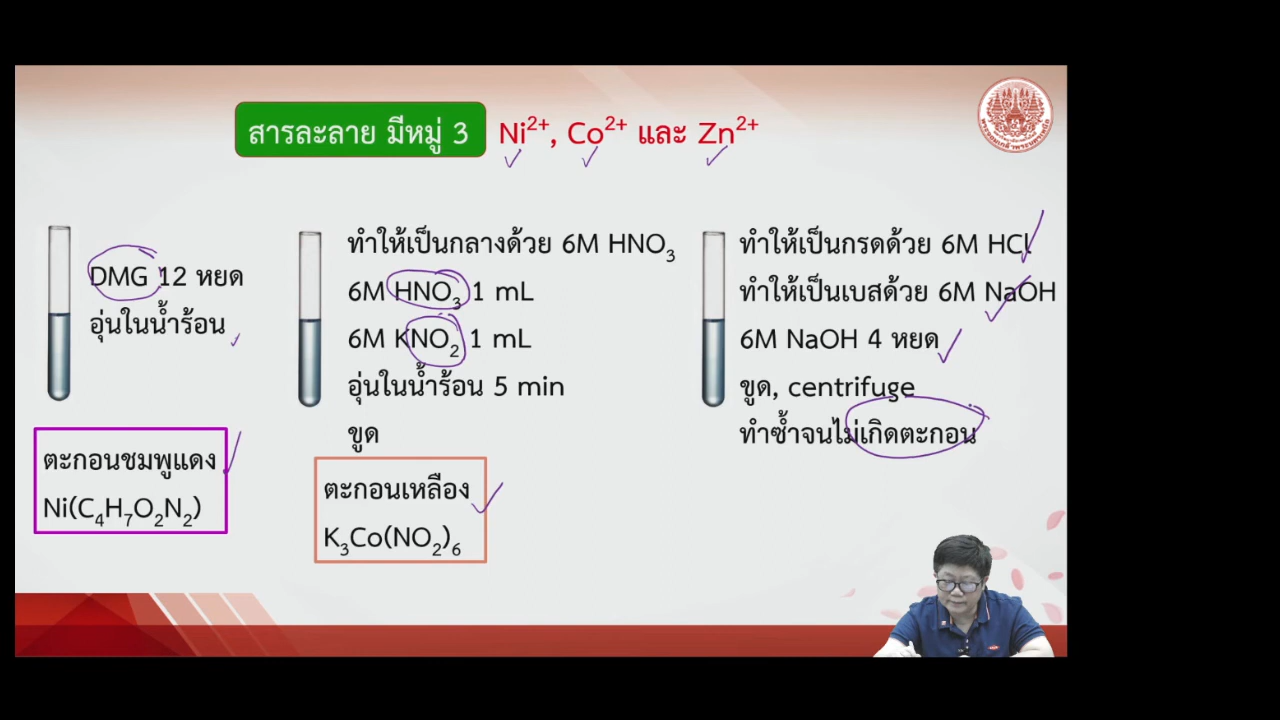 สารละลาย มีหมู่ 3 Ni²⁺, Co²⁺ และ Zn²⁺
DMG 12 หยด
อุ่นในน้ำร้อน
ตะกอนชมพูแดง
Ni(C₄H₇O₂N₂)
ทำให้เป็นกลางด้วย 6M HNO₃
6M HNO₃ 1 mL
6M KNO₂ 1 mL
อุ่นในน้ำร้อน 5 min
ขูด
ตะกอนเหลือง
K₃Co(NO₂)₆
ทำให้เป็นกรดด้วย 6M HCl
ทำให้เป็นเบสด้วย 6M NaOH
6M NaOH 4 หยด
ขูด, centrifuge
ทำซ้ำจนไม่เกิดตะกอน